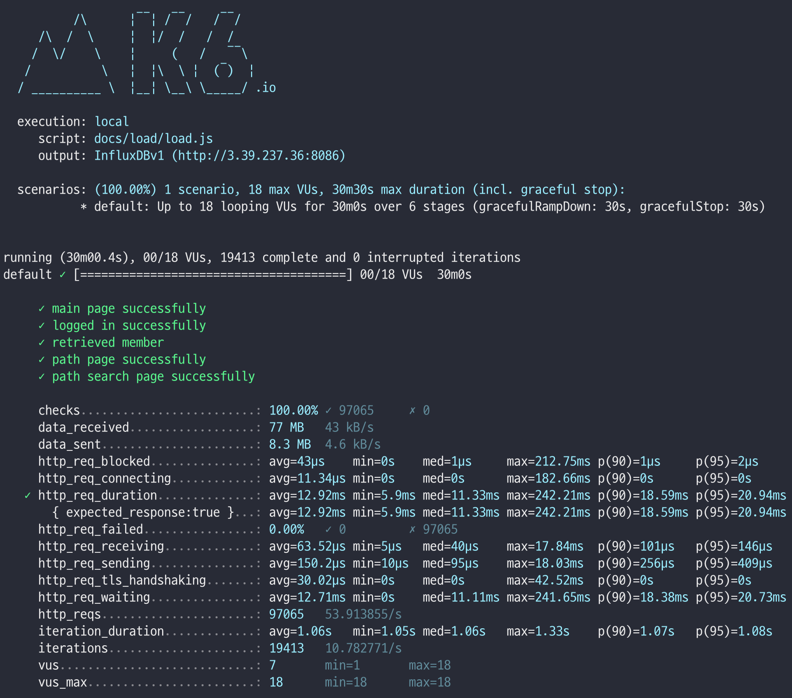 K6 .io
execution: local
script: docs/load/load.js
output: InfluxDBv1 (http://3.39.237.36:8086)
scenarios: (100.00%) 1 scenario, 18 max VUs, 30m30s max duration (incl. graceful stop):
* default: Up to 18 looping VUs for 30m0s over 6 stages (gracefulRampDown: 30s, gracefulStop: 30s)
running (30m00.4s), 00/18 VUs, 19413 complete and 0 interrupted iterations
default ✓ [======================================] 00/18 VUs  30m0s
✓ main page successfully
✓ logged in successfully
✓ retrieved member
✓ path page successfully
✓ path search page successfully
checks.........................: 100.00% ✓ 97065     ✗ 0
data_received..................: 77 MB   43 kB/s
data_sent......................: 8.3 MB  4.6 kB/s
http_req_blocked...............: avg=43µs    min=0s    med=1µs     max=212.75ms p(90)=1µs     p(95)=2µs
http_req_connecting............: avg=11.34µs min=0s    med=0s      max=182.66ms p(90)=0s      p(95)=0s
✓ http_req_duration..............: avg=12.92ms min=5.9ms med=11.33ms max=242.21ms p(90)=18.59ms p(95)=20.94ms
{ expected_response:true }...: avg=12.92ms min=5.9ms med=11.33ms max=242.21ms p(90)=18.59ms p(95)=20.94ms
http_req_failed................: 0.00%   ✓ 0         ✗ 97065
http_req_receiving.............: avg=63.52µs min=5µs   med=40µs    max=17.84ms  p(90)=101µs   p(95)=146µs
http_req_sending...............: avg=150.2µs min=10µs  med=95µs    max=18.03ms  p(90)=256µs   p(95)=409µs
http_req_tls_handshaking.......: avg=30.02µs min=0s    med=0s      max=42.52ms  p(90)=0s      p(95)=0s
http_req_waiting...............: avg=12.71ms min=0s    med=11.11ms max=241.65ms p(90)=18.38ms p(95)=20.73ms
http_reqs......................: 97065   53.913855/s
iteration_duration.............: avg=1.06s   min=1.05s med=1.06s   max=1.33s    p(90)=1.07s   p(95)=1.08s
iterations.....................: 19413   10.782771/s
vus............................: 7       min=1       max=18
vus_max........................: 18      min=18      max=18